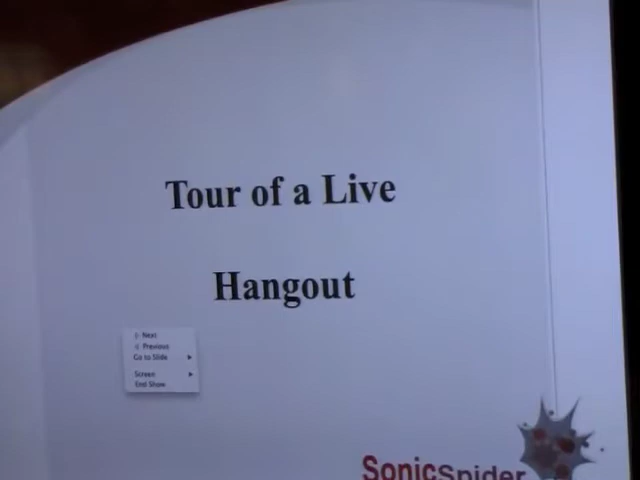 Tour of a Live
Hangout
Next
Previous
Go to Slide
Screen
End Show
SonicSpider